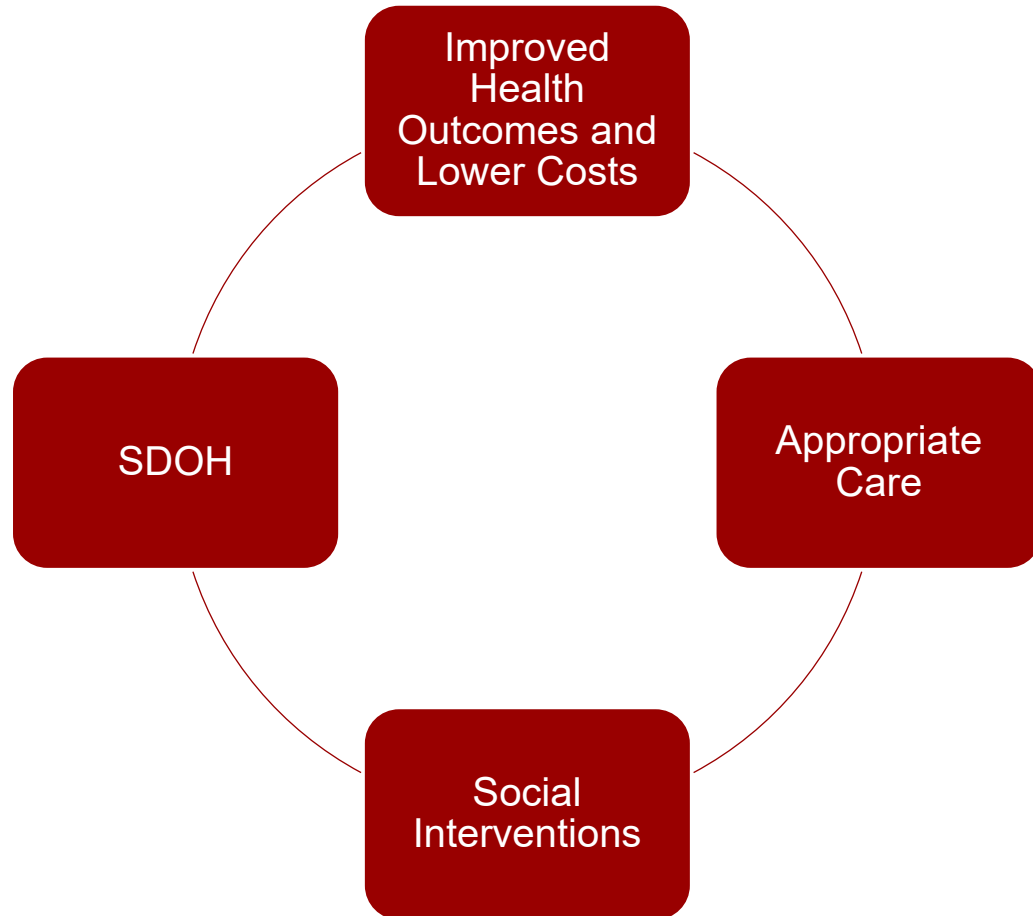 Improved
Health
Outcomes and
Lower Costs
SDOH
Appropriate
Care
Social
Interventions